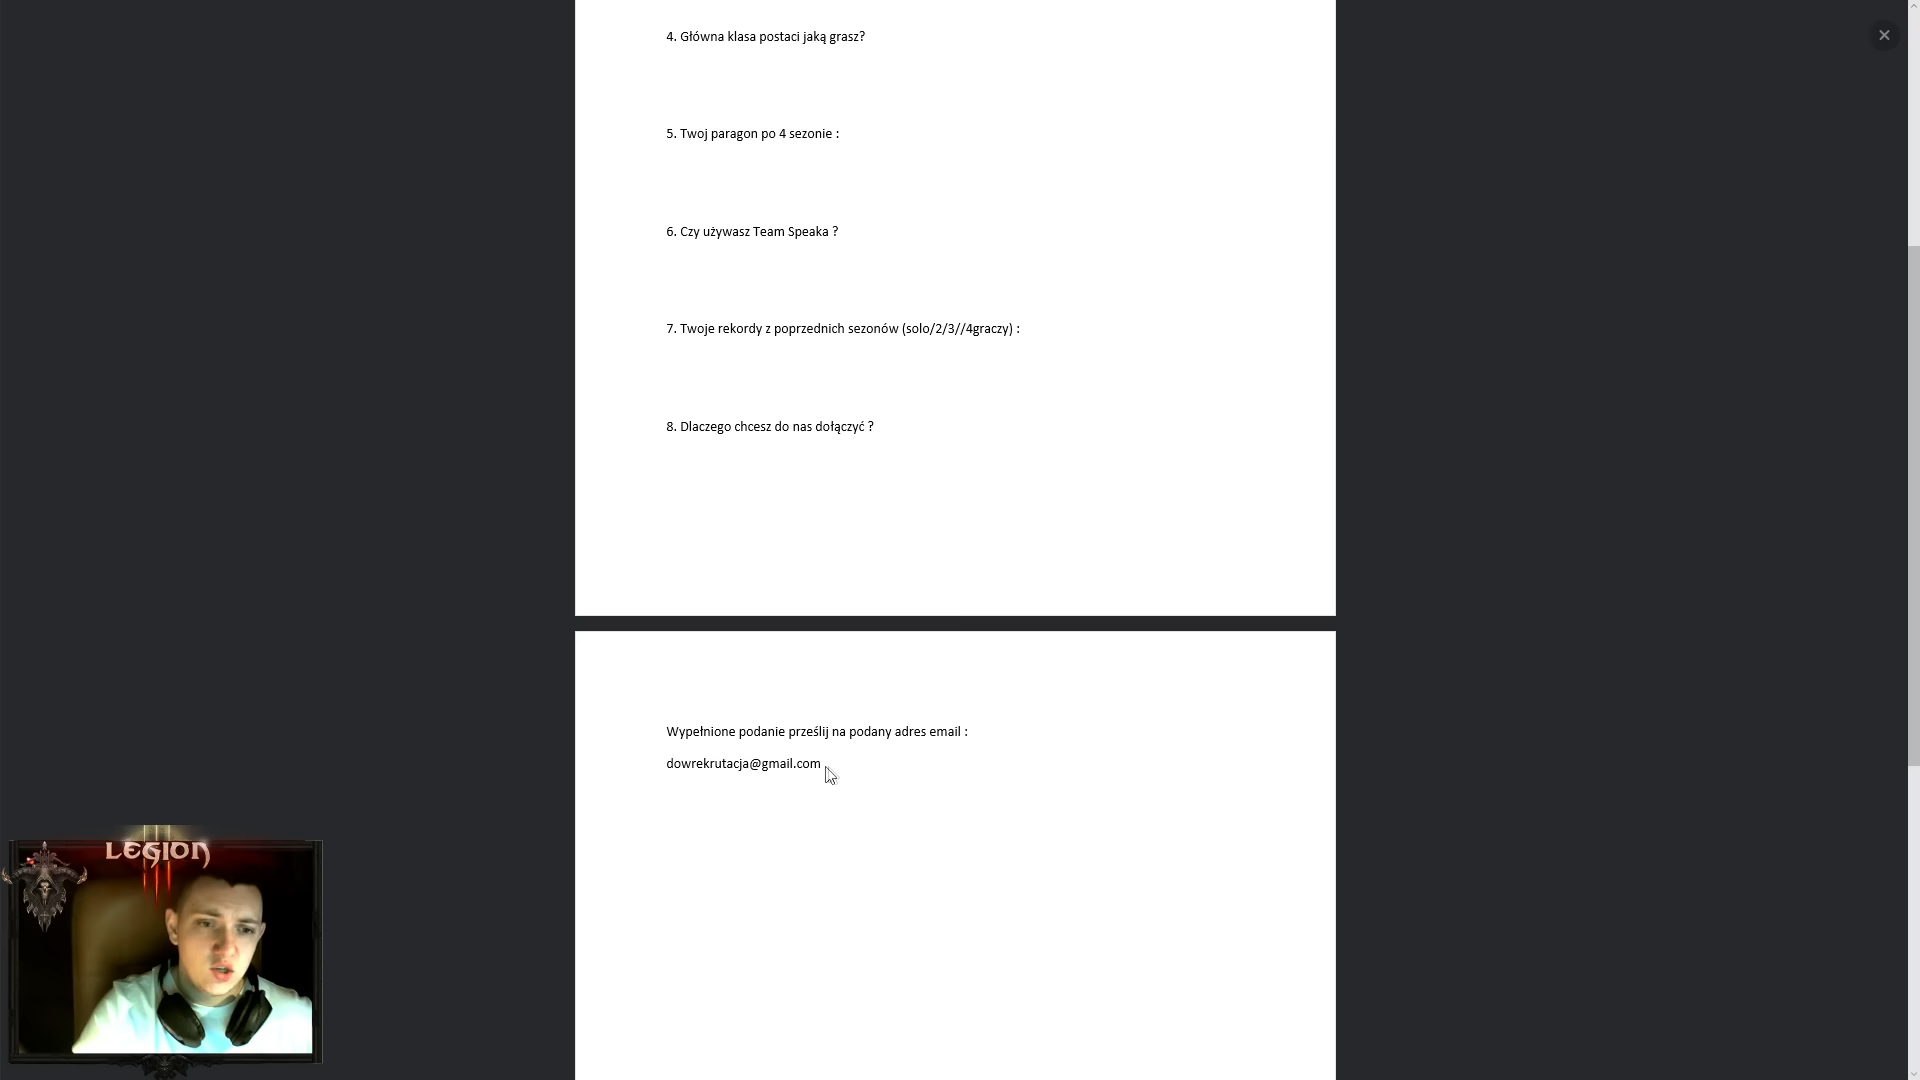 4. Główna klasa postaci jaką grasz?
5. Twoj paragon po 4 sezonie :
6. Czy używasz Team Speaka ?
7. Twoje rekordy z poprzednich sezonów (solo/2/3//4graczy) :
8. Dlaczego chcesz do nas dołączyć ?
Wypełnione podanie prześlij na podany adres email :
dowrekrutacja@gmail.com
LEGION